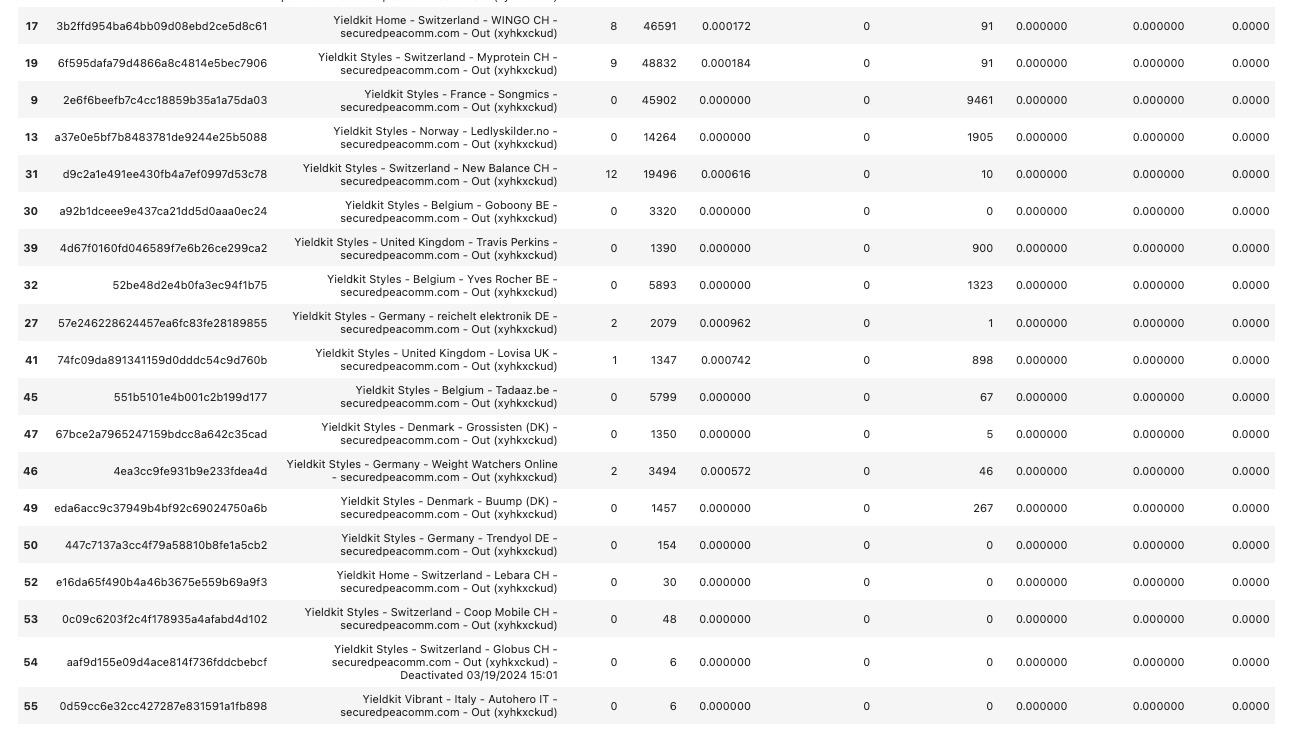 17 3b2ffd954ba64bb09d08ebd2ce5d8c61 Yieldkit Home - Switzerland - WINGO CH - 8 46591 0.000172 0 91 0.000000 0.000000 0.0000
securedpeacomm.com - Out (xyhkxckud)
19 6f595dafa79d4866a8c4814e5bec7906 Yieldkit Styles - Switzerland - Myprotein CH - 9 48832 0.000184 0 91 0.000000 0.000000 0.0000
securedpeacomm.com - Out (xyhkxckud)
9 2e6f6beefb7c4cc18859b35a1a75da03 Yieldkit Styles - France - Songmics - 0 45902 0.000000 0 9461 0.000000 0.000000 0.0000
securedpeacomm.com - Out (xyhkxckud)
13 a37e0e5bf7b8483781de9244e25b5088 Yieldkit Styles - Norway - Ledlyskilder.no - 0 14264 0.000000 0 1905 0.000000 0.000000 0.0000
securedpeacomm.com - Out (xyhkxckud)
31 d9c2a1e491ee430fb4a7ef0997d53c78 Yieldkit Styles - Switzerland - New Balance CH - 12 19496 0.000616 0 10 0.000000 0.000000 0.0000
securedpeacomm.com - Out (xyhkxckud)
30 a92b1dceee9e437ca21dd5d0aaa0ec24 Yieldkit Styles - Belgium - Goboony BE - 0 3320 0.000000 0 0 0.000000 0.000000 0.0000
securedpeacomm.com - Out (xyhkxckud)
39 4d67f0160fd046589f7e6b26ce299ca2 Yieldkit Styles - United Kingdom - Travis Perkins - 0 1390 0.000000 0 900 0.000000 0.000000 0.0000
securedpeacomm.com - Out (xyhkxckud)
32 52be48d2e4b0fa3ec94f1b75 Yieldkit Styles - Belgium - Yves Rocher BE - 0 5893 0.000000 0 1323 0.000000 0.000000 0.0000
securedpeacomm.com - Out (xyhkxckud)
27 57e246228624457ea6fc83fe28189855 Yieldkit Styles - Germany - reichelt elektronik DE - 2 2079 0.000962 0 1 0.000000 0.000000 0.0000
securedpeacomm.com - Out (xyhkxckud)
41 74fc09da891341159d0dddc54c9d760b Yieldkit Styles - United Kingdom - Lovisa UK - 1 1347 0.000742 0 898 0.000000 0.000000 0.0000
securedpeacomm.com - Out (xyhkxckud)
45 551b5101e4b001c2b199d177 Yieldkit Styles - Belgium - Tadaaz.be - 0 5799 0.000000 0 67 0.000000 0.000000 0.0000
securedpeacomm.com - Out (xyhkxckud)
47 67bce2a7965247159bdcc8a642c35cad Yieldkit Styles - Denmark - Grossisten (DK) - 0 1350 0.000000 0 5 0.000000 0.000000 0.0000
securedpeacomm.com - Out (xyhkxckud)
46 4ea3cc9fe931b9e233fdea4d Yieldkit Styles - Germany - Weight Watchers Online 2 3494 0.000572 0 46 0.000000 0.000000 0.0000
- securedpeacomm.com - Out (xyhkxckud)
49 eda6acc9c37949b4bf92c69024750a6b Yieldkit Styles - Denmark - Buump (DK) - 0 1457 0.000000 0 267 0.000000 0.000000 0.0000
securedpeacomm.com - Out (xyhkxckud)
50 447c7137a3cc4f79a58810b8fe1a5cb2 Yieldkit Styles - Germany - Trendyol DE - 0 154 0.000000 0 0 0.000000 0.000000 0.0000
securedpeacomm.com - Out (xyhkxckud)
52 e16da65f490b4a46b3675e559b69a9f3 Yieldkit Home - Switzerland - Lebara CH - 0 30 0.000000 0 0 0.000000 0.000000 0.0000
securedpeacomm.com - Out (xyhkxckud)
53 0c09c6203f2c4f178935a4afabd4d102 Yieldkit Styles - Switzerland - Coop Mobile CH - 0 48 0.000000 0 0 0.000000 0.000000 0.0000
securedpeacomm.com - Out (xyhkxckud)
54 aaf9d155e09d4ace814f736fddcbebcf Yieldkit Styles - Switzerland - Globus CH - 0 6 0.000000 0 0 0.000000 0.000000 0.0000
securedpeacomm.com - Out (xyhkxckud) -
Deactivated 03/19/2024 15:01
55 0d59cc6e32cc427287e831591a1fb898 Yieldkit Vibrant - Italy - Autohero IT - 0 6 0.000000 0 0 0.000000 0.000000 0.0000
securedpeacomm.com - Out (xyhkxckud)